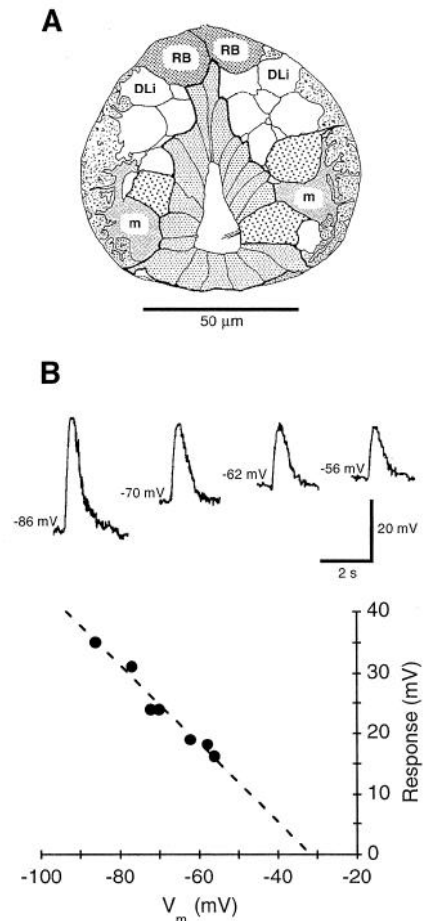 A
RB RB
DLi DLi
m m
50 µm
B
-86 mV -70 mV -62 mV -56 mV
20 mV
2 s
40
30
20
10
0
Response (mV)
-100 -80 -60 -40 -20
Vm (mV)